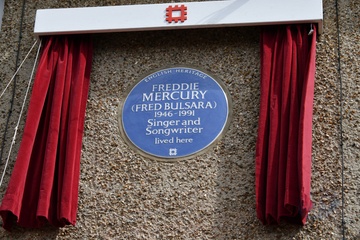 ENGLISH HERITAGE
FREDDIE
MERCURY
(FRED BULSARA)
1946-1991
Singer and
Songwriter
lived here